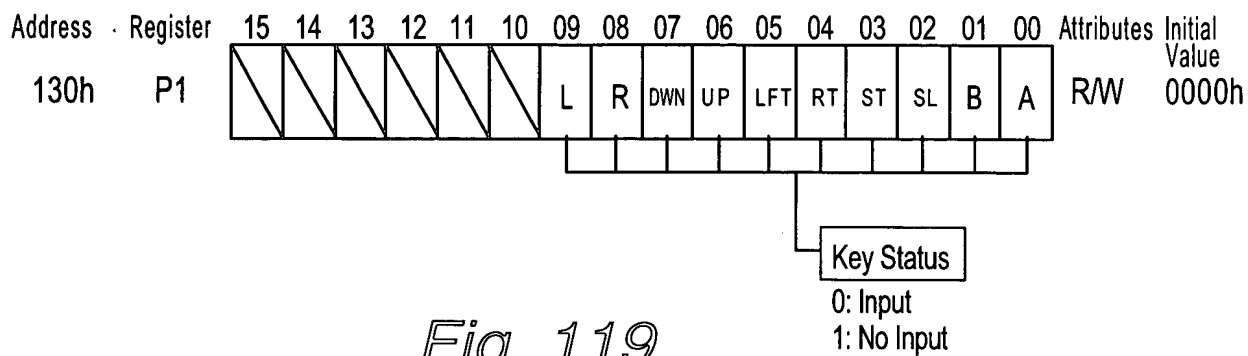 Address Register 15 14 13 12 11 10 09 08 07 06 05 04 03 02 01 00 Attributes Initial
Value
130h P1 L R DWN UP LFT RT ST SL B A R/W 0000h
Key Status
0: Input
1: No Input
Fig. 119